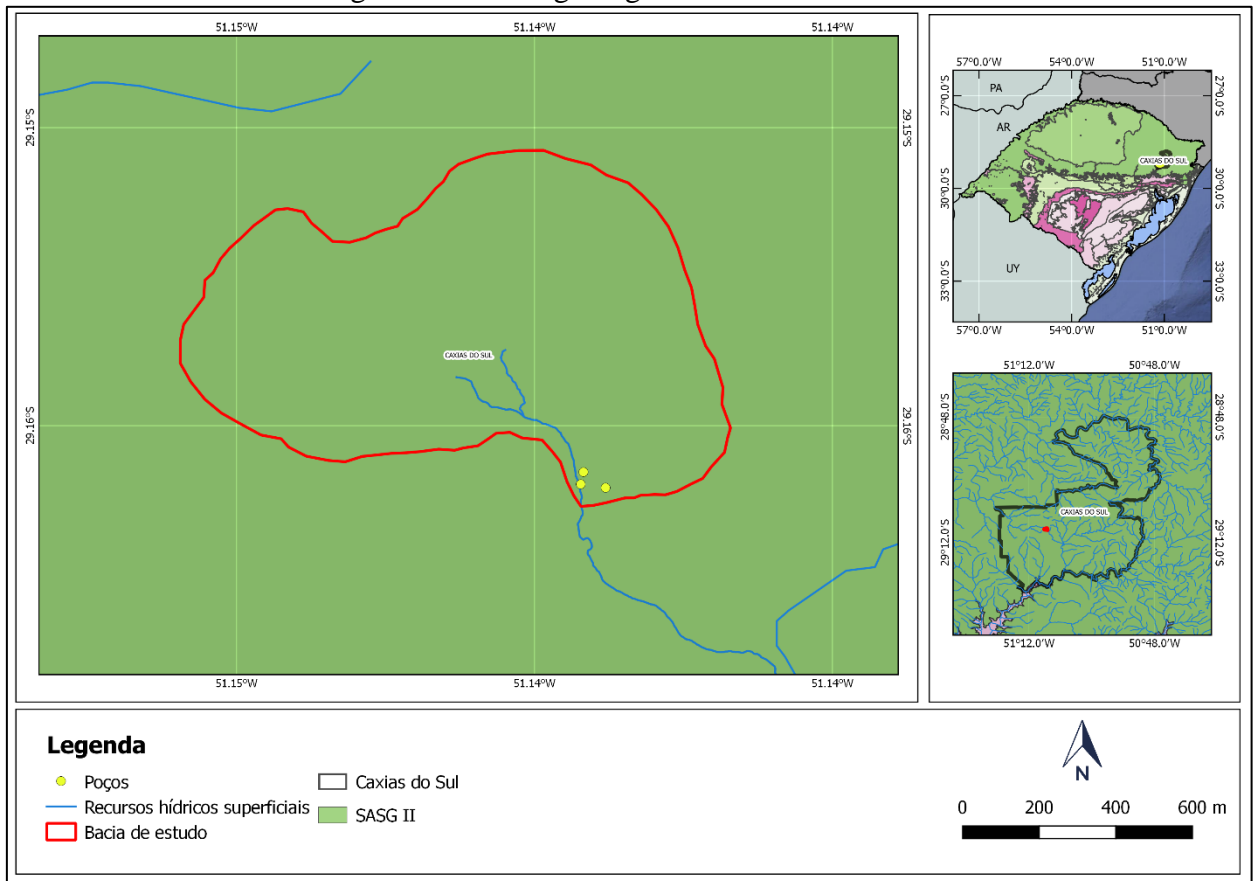 51.15°W
51.14°W
51.14°W
29.15°S
29.15°S
CAXIAS DO SUL
29.16°S
29.16°S
51.15°W
51.14°W
51.14°W
57°0.0'W
54°0.0'W
51°0.0'W
27°0.0'S
27°0.0'S
PA
AR
CAXIAS DO SUL
30°0.0'S
30°0.0'S
UY
33°0.0'S
33°0.0'S
57°0.0'W
54°0.0'W
51°0.0'W
51°12.0'W
50°48.0'W
28°48.0'S
28°48.0'S
CAXIAS DO SUL
29°12.0'S
29°12.0'S
51°12.0'W
50°48.0'W
Legenda
Poços
Recursos hídricos superficiais
Bacia de estudo
Caxias do Sul
SASG II
N
0 200 400 600 m